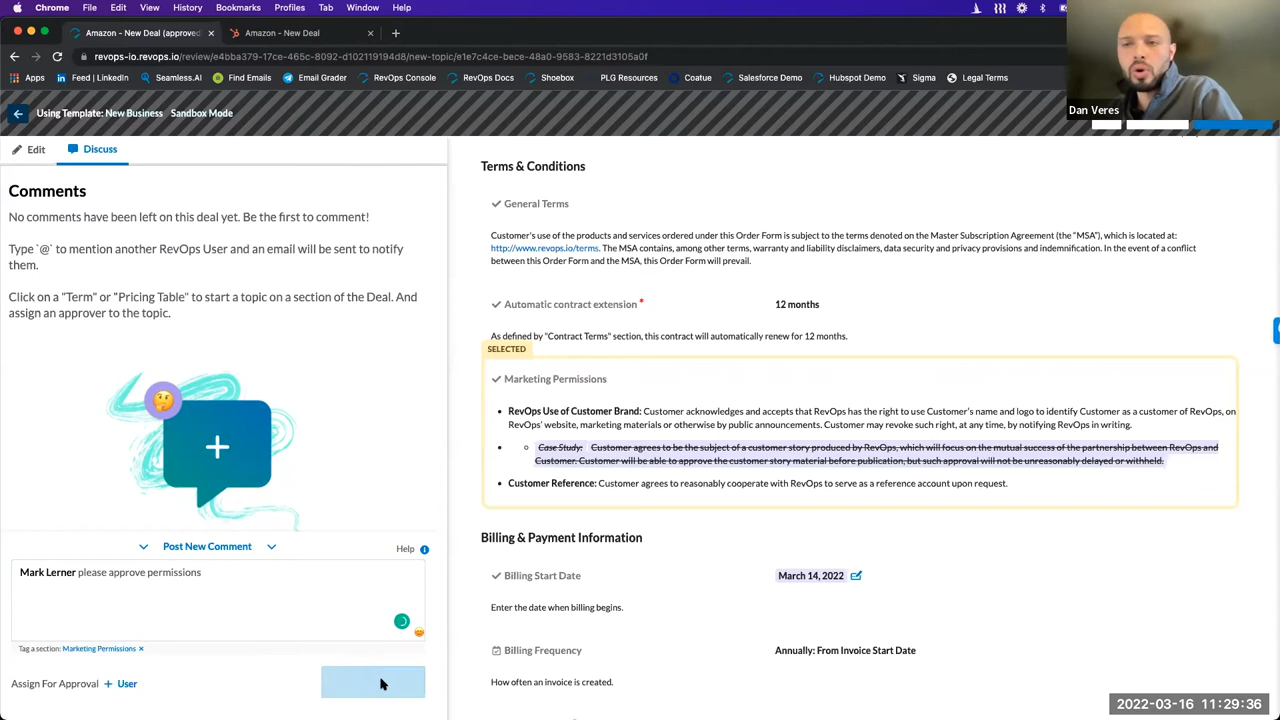 Chrome File Edit View History Bookmarks Profiles Tab Window Help
Amazon - New Deal (approved
Amazon - New Deal
revops-io.revops.io/review/e4bba379-17ce-465c-8092-d102119194d8/new-topic/e1e7c4ce-bece-48a0-9583-8221d3105a0f
Apps Feed | LinkedIn Seamless.AI Find Emails Email Grader RevOps Console RevOps Docs Shoebox PLG Resources Coatue Salesforce Demo Hubspot Demo Sigma Legal Terms
Dan Veres
Using Template: New Business Sandbox Mode
Edit Discuss
Comments
No comments have been left on this deal yet. Be the first to comment!
Type `@` to mention another RevOps User and an email will be sent to notify
them.
Click on a "Term" or "Pricing Table" to start a topic on a section of the Deal. And
assign an approver to the topic.
Post New Comment
Help
Mark Lerner please approve permissions
Tag a section: Marketing Permissions ×
Assign For Approval + User
Terms & Conditions
General Terms
Customer's use of the products and services ordered under this Order Form is subject to the terms denoted on the Master Subscription Agreement (the "MSA"), which is located at:
http://www.revops.io/terms. The MSA contains, among other terms, warranty and liability disclaimers, data security and privacy provisions and indemnification. In the event of a conflict
between this Order Form and the MSA, this Order Form will prevail.
Automatic contract extension * 12 months
As defined by "Contract Terms" section, this contract will automatically renew for 12 months.
SELECTED
Marketing Permissions
RevOps Use of Customer Brand: Customer acknowledges and accepts that RevOps has the right to use Customer's name and logo to identify Customer as a customer of RevOps, on
RevOps' website, marketing materials or otherwise by public announcements. Customer may revoke such right, at any time, by notifying RevOps in writing.
Case Study: Customer agrees to be the subject of a customer story produced by RevOps, which will focus on the mutual success of the partnership between RevOps and
Customer. Customer will be able to approve the customer story material before publication, but such approval will not be unreasonably delayed or withheld.
Customer Reference: Customer agrees to reasonably cooperate with RevOps to serve as a reference account upon request.
Billing & Payment Information
Billing Start Date March 14, 2022
Enter the date when billing begins.
Billing Frequency Annually: From Invoice Start Date
How often an invoice is created.
2022-03-16 11:29:36